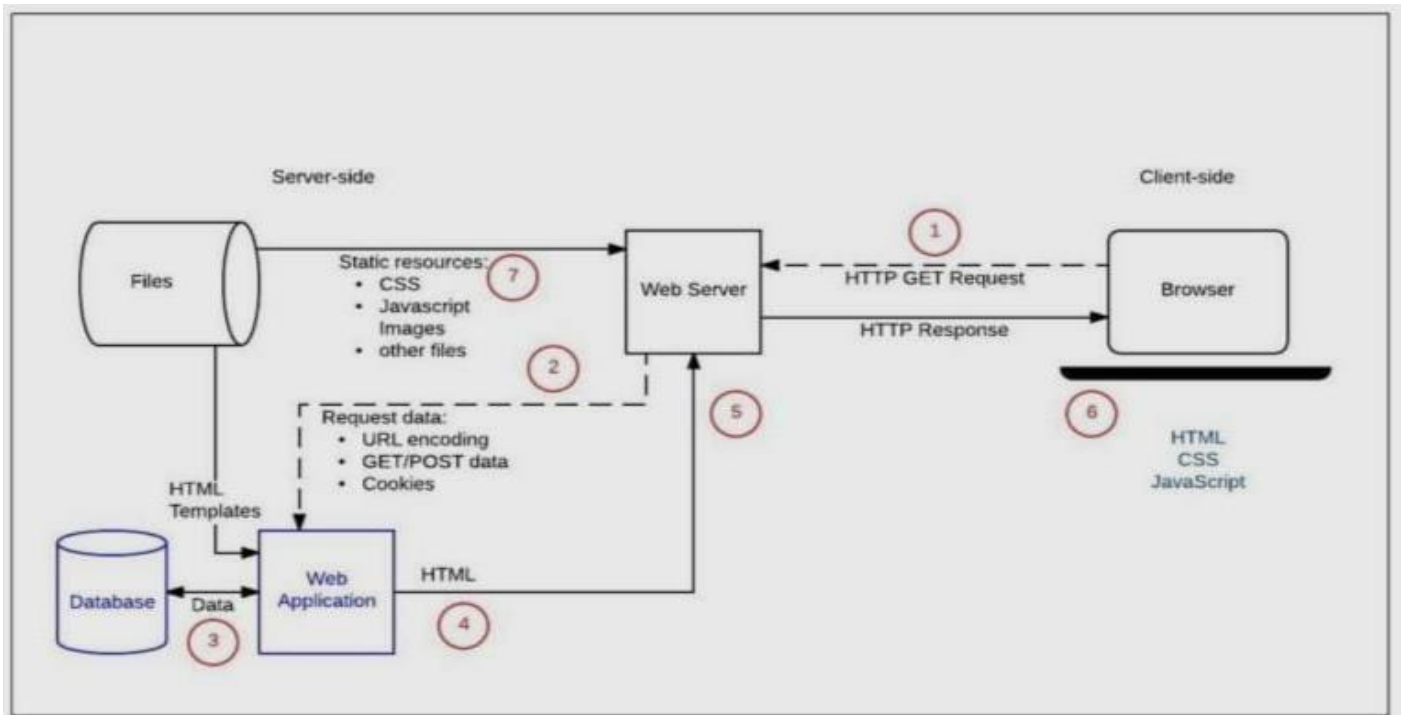 Server-side
Client-side
1
Files
Static resources:
• CSS
• Javascript
Images
• other files
7
Web Server
HTTP GET Request
HTTP Response
Browser
2
5
6
Request data:
• URL encoding
• GET/POST data
• Cookies
HTML
CSS
JavaScript
HTML
Templates
Database
Data
3
Web
Application
HTML
4